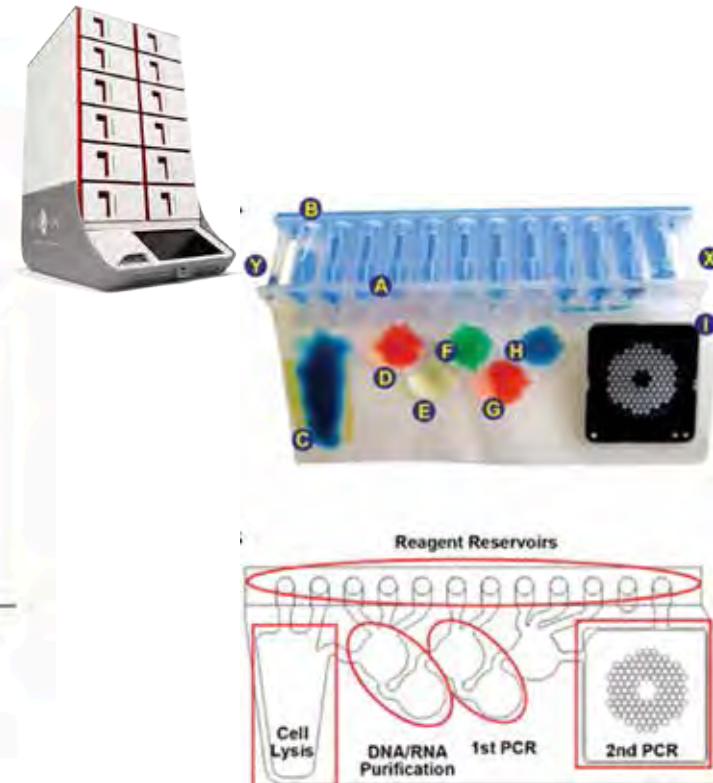 B
Y
X
A
I
F
H
D
E
G
C
Reagent Reservoirs
Cell
Lysis
DNA/RNA
Purification
1st PCR
2nd PCR